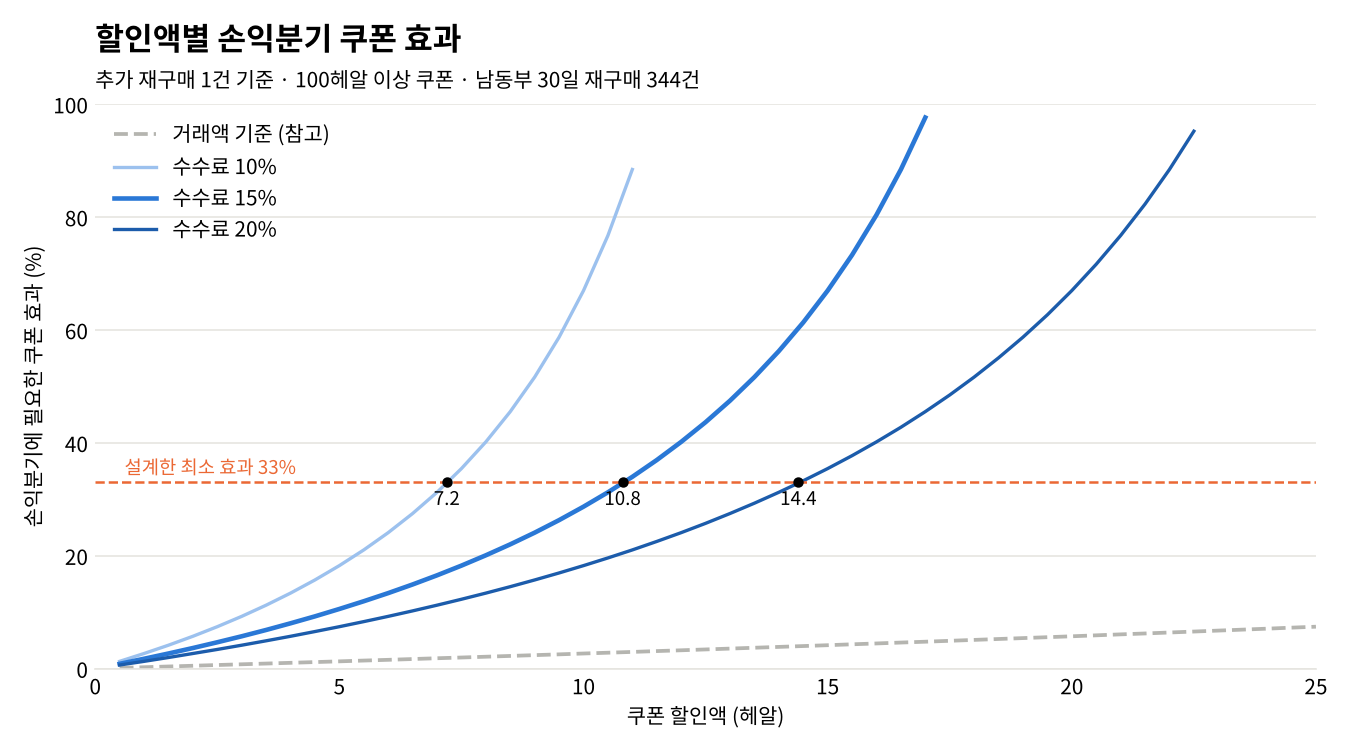 할인액별 손익분기 쿠폰 효과
추가 재구매 1건 기준 · 100헤알 이상 쿠폰 · 남동부 30일 재구매 344건
손익분기에 필요한 쿠폰 효과 (%)
100
80
60
40
20
0
거래액 기준 (참고)
수수료 10%
수수료 15%
수수료 20%
설계한 최소 효과 33%
7.2
10.8
14.4
0
5
10
15
20
25
쿠폰 할인액 (헤알)